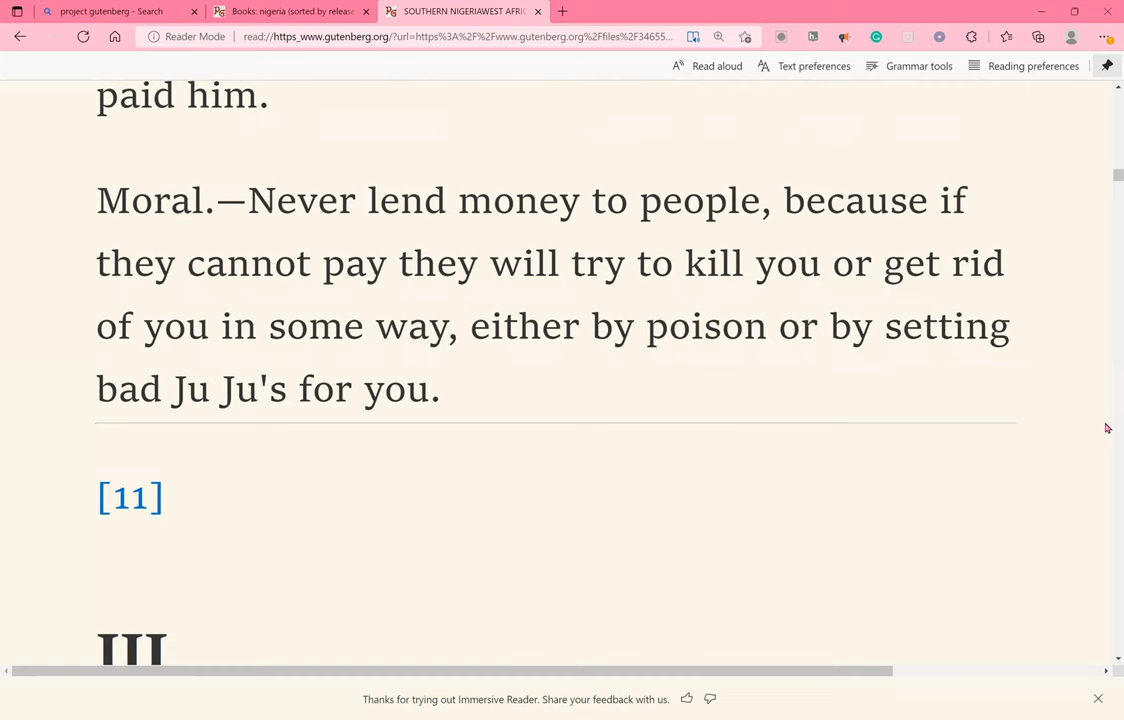 project gutenberg - Search
Books: nigeria (sorted by release
SOUTHERN NIGERIAWEST AFRIC
Reader Mode
read://https_www.gutenberg.org/?url=https%3A%2F%2Fwww.gutenberg.org%2Ffiles%2F34655...
Read aloud
Text preferences
Grammar tools
Reading preferences
paid him.
Moral.—Never lend money to people, because if
they cannot pay they will try to kill you or get rid
of you in some way, either by poison or by setting
bad Ju Ju's for you.
[11]
III
Thanks for trying out Immersive Reader. Share your feedback with us.